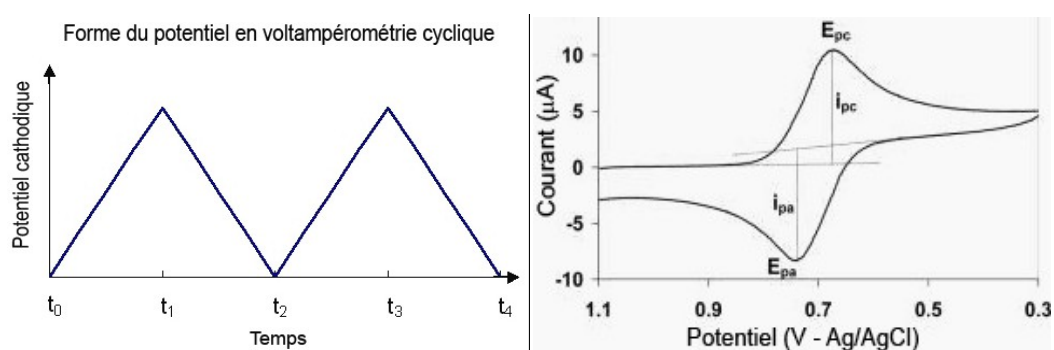 Forme du potentiel en voltampérométrie cyclique
Potentiel cathodique
t0 t1 t2 t3 t4
Temps
Courant (µA)
10
5
0
-5
-10
Epc
ipc
ipa
Epa
1.1 0.9 0.7 0.5 0.3
Potentiel (V - Ag/AgCl)